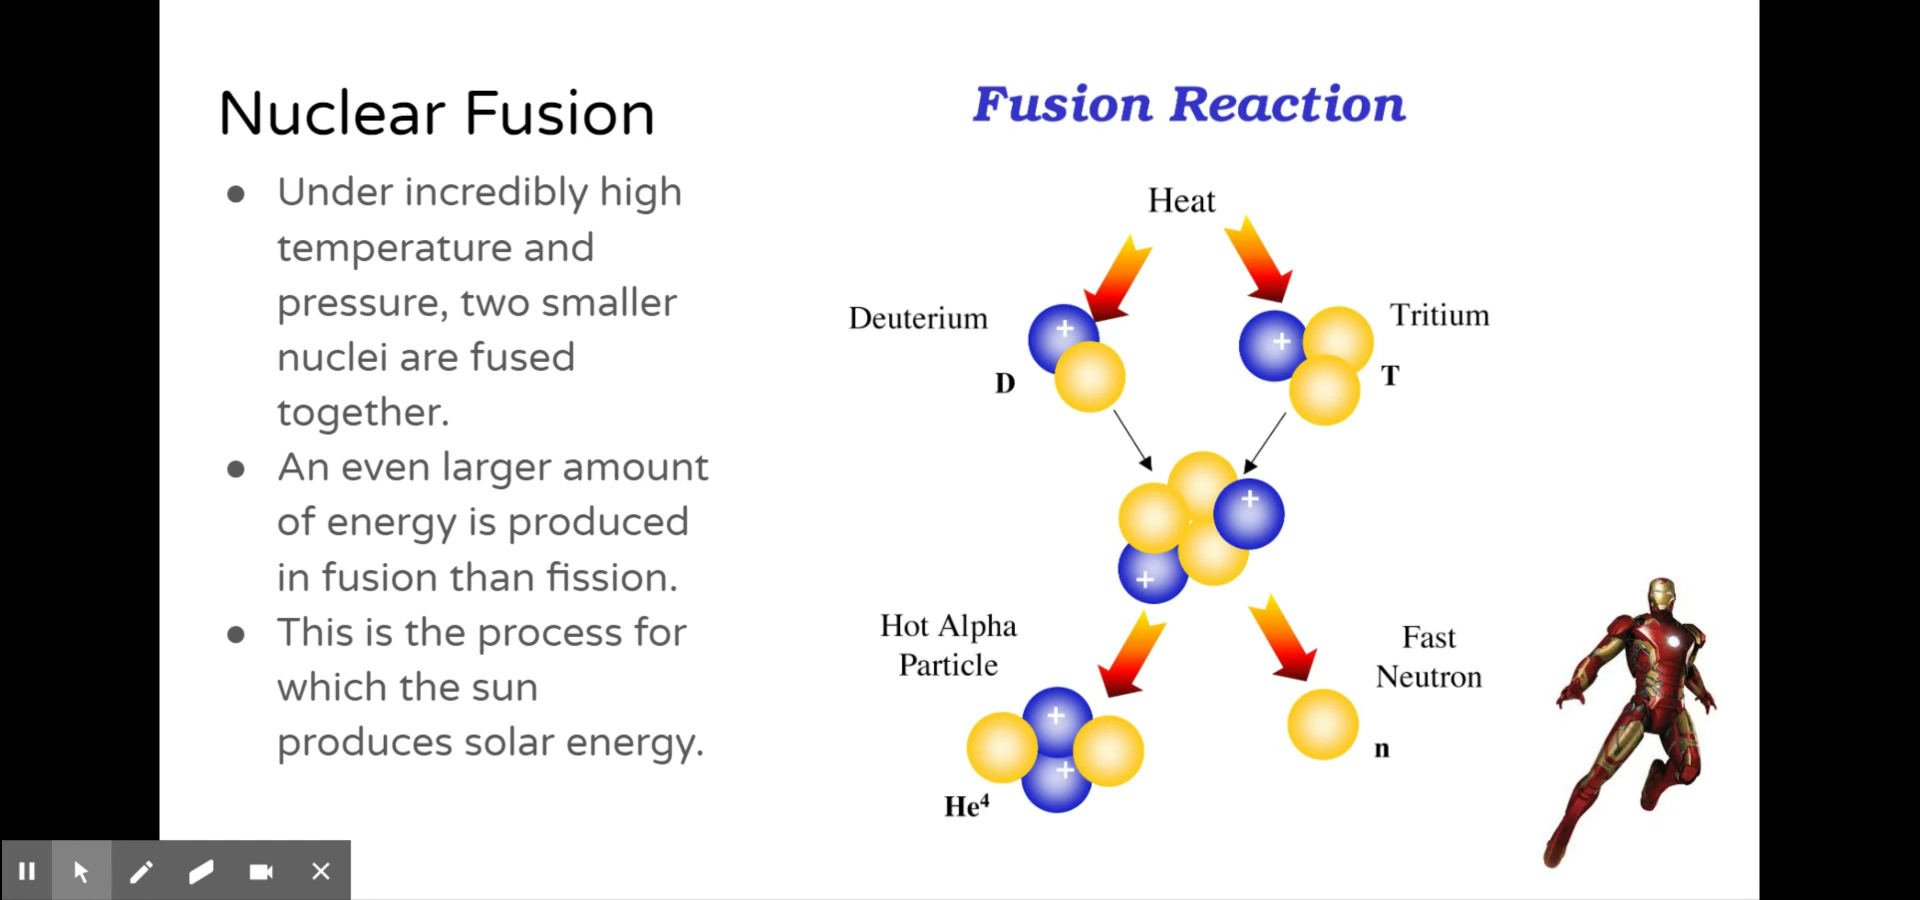 Nuclear Fusion
● Under incredibly high
temperature and
pressure, two smaller
nuclei are fused
together.
● An even larger amount
of energy is produced
in fusion than fission.
● This is the process for
which the sun
produces solar energy.
Fusion Reaction
Heat
Deuterium
+
D
Tritium
+
T
+
+
Hot Alpha
Particle
+
+
He⁴
Fast
Neutron
n